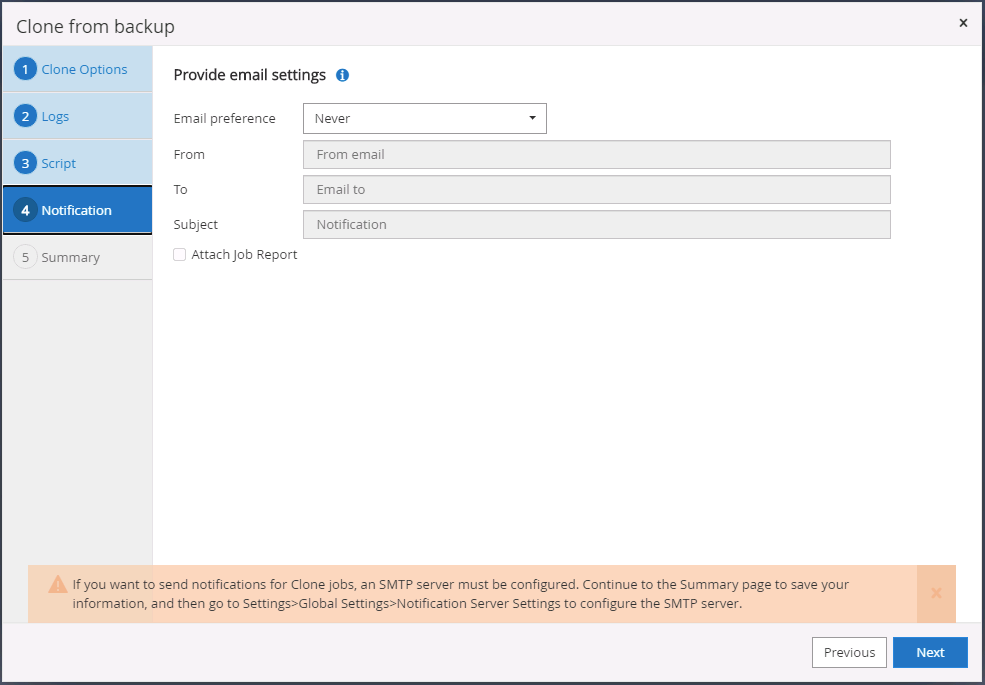 Clone from backup
×
1 Clone Options
2 Logs
3 Script
4 Notification
5 Summary
Provide email settings i
Email preference Never
From From email
To Email to
Subject Notification
Attach Job Report
If you want to send notifications for Clone jobs, an SMTP server must be configured. Continue to the Summary page to save your
information, and then go to Settings>Global Settings>Notification Server Settings to configure the SMTP server.
×
Previous Next